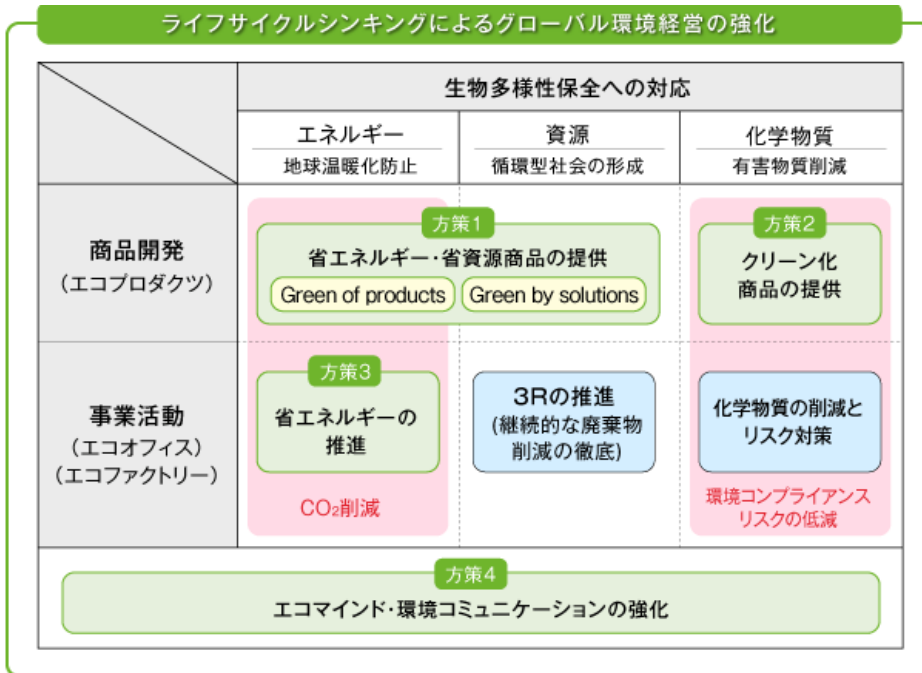 ライフサイクルシンキングによるグローバル環境経営の強化
生物多様性保全への対応
エネルギー
地球温暖化防止
資源
循環型社会の形成
化学物質
有害物質削減
商品開発
(エコプロダクツ)
方策1
省エネルギー・省資源商品の提供
Green of products
Green by solutions
方策2
クリーン化
商品の提供
事業活動
(エコオフィス)
(エコファクトリー)
方策3
省エネルギーの
推進
CO₂削減
3Rの推進
(継続的な廃棄物
削減の徹底)
化学物質の削減と
リスク対策
環境コンプライアンス
リスクの低減
方策4
エコマインド・環境コミュニケーションの強化